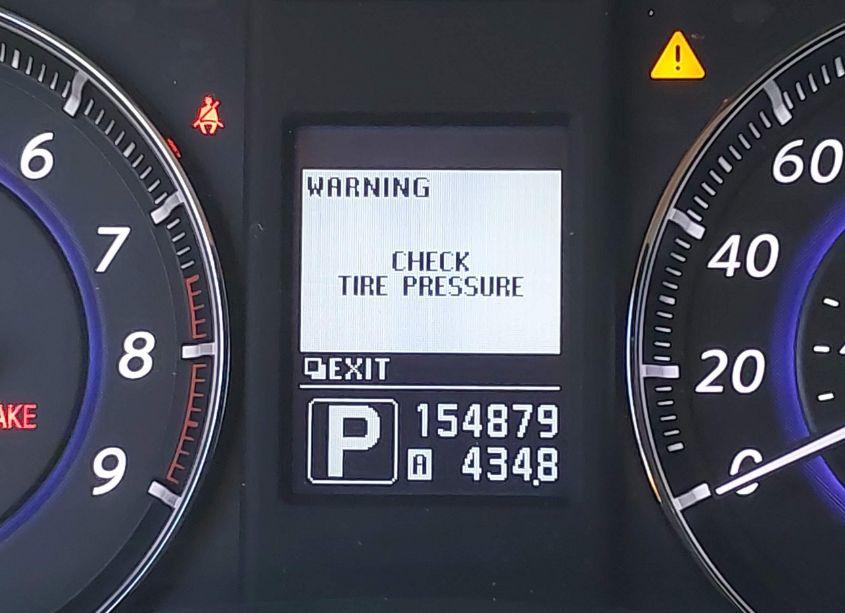 WARNING
CHECK
TIRE PRESSURE
EXIT
P
154879
A 434.8
6
7
8
9
60
40
20
0
!